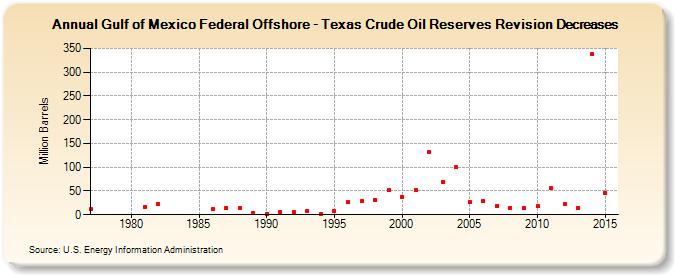 Annual Gulf of Mexico Federal Offshore - Texas Crude Oil Reserves Revision Decreases
Million Barrels
350
300
250
200
150
100
50
0
1980 1985 1990 1995 2000 2005 2010 2015
Source: U.S. Energy Information Administration